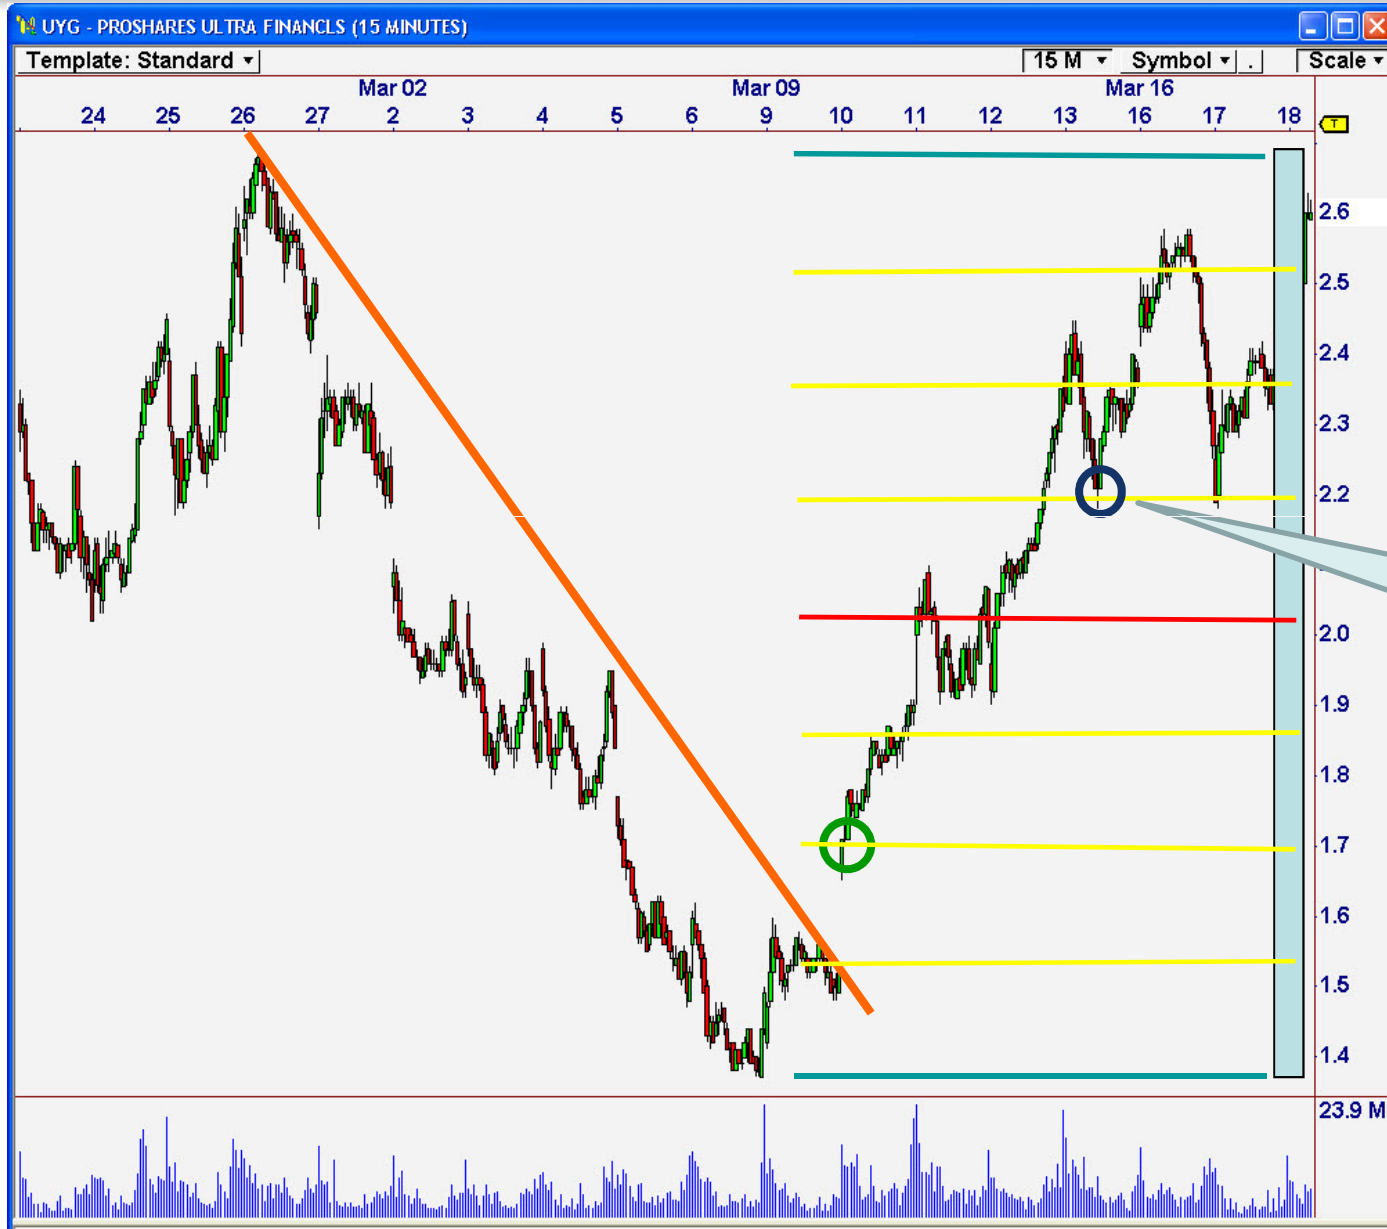 UYG - PROSHARES ULTRA FINANCLS (15 MINUTES)
Template: Standard 15 M Symbol . Scale
Mar 02 Mar 09 Mar 16
24 25 26 27 2 3 4 5 6 9 10 11 12 13 16 17 18
T
2.6
2.5
2.4
2.3
2.2
2.0
1.9
1.8
1.7
1.6
1.5
1.4
23.9 M